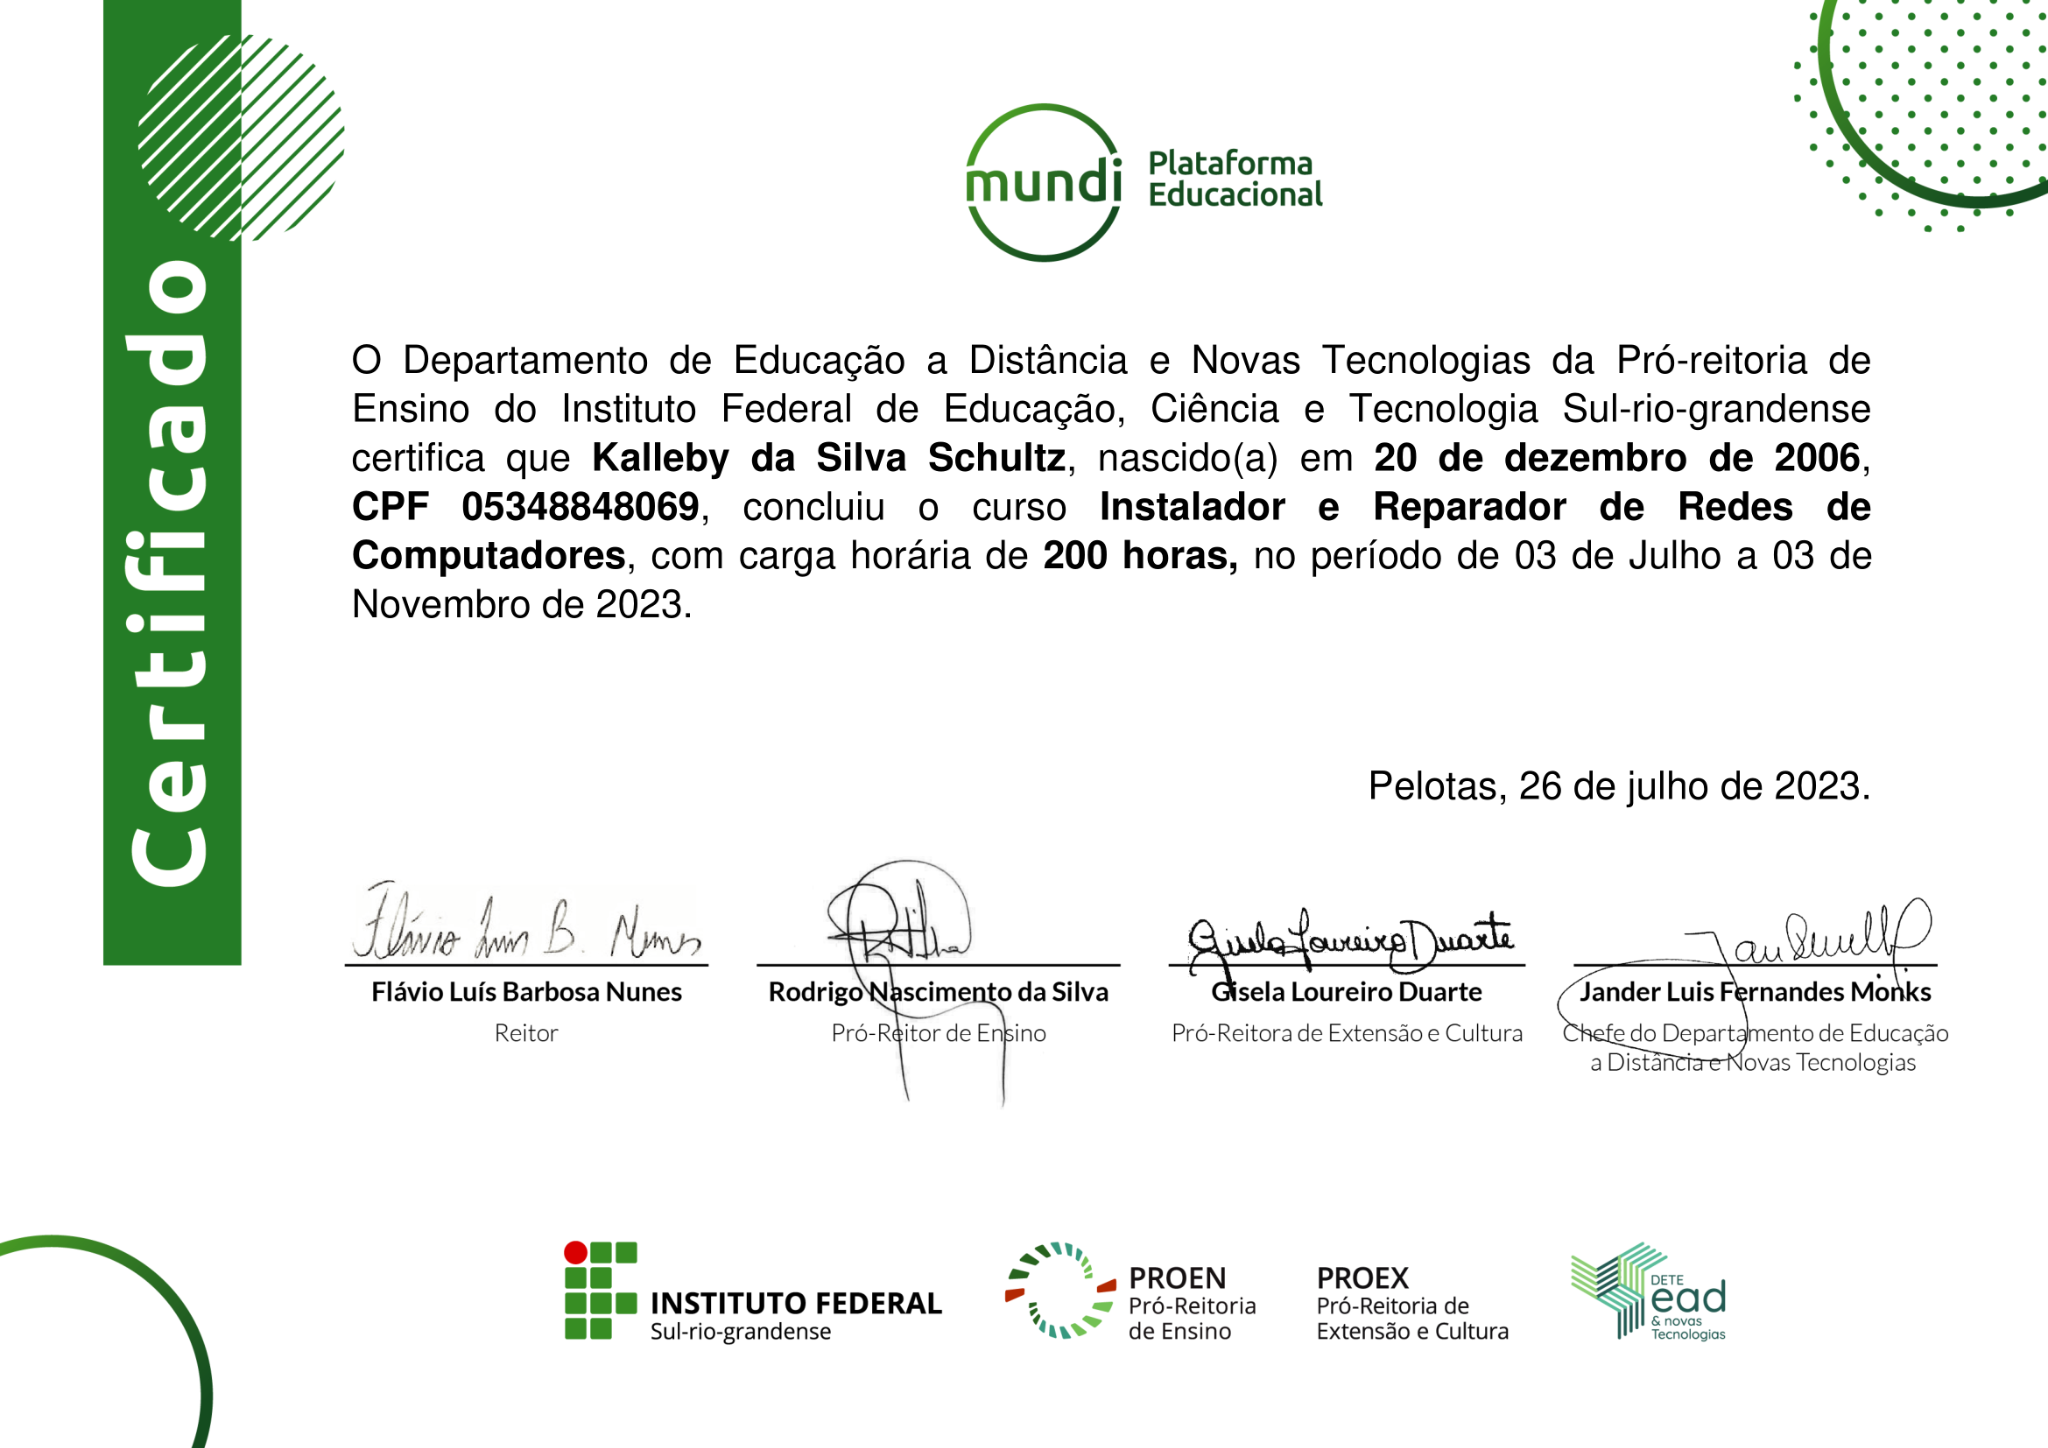 Certificado
mundi
Plataforma
Educacional
O Departamento de Educação a Distância e Novas Tecnologias da Pró-reitoria de
Ensino do Instituto Federal de Educação, Ciência e Tecnologia Sul-rio-grandense
certifica que Kalleby da Silva Schultz, nascido(a) em 20 de dezembro de 2006,
CPF 05348848069, concluiu o curso Instalador e Reparador de Redes de
Computadores, com carga horária de 200 horas, no período de 03 de Julho a 03 de
Novembro de 2023.
Pelotas, 26 de julho de 2023.
Flávio Luis B. Nunes
Gisela Loureiro Duarte
Flávio Luís Barbosa Nunes
Reitor
Rodrigo Nascimento da Silva
Pró-Reitor de Ensino
Gisela Loureiro Duarte
Pró-Reitora de Extensão e Cultura
Jander Luis Fernandes Monks
Chefe do Departamento de Educação
a Distância e Novas Tecnologias
INSTITUTO FEDERAL
Sul-rio-grandense
PROEN
Pró-Reitoria
de Ensino
PROEX
Pró-Reitoria de
Extensão e Cultura
DETE
ead
& novas
Tecnologias